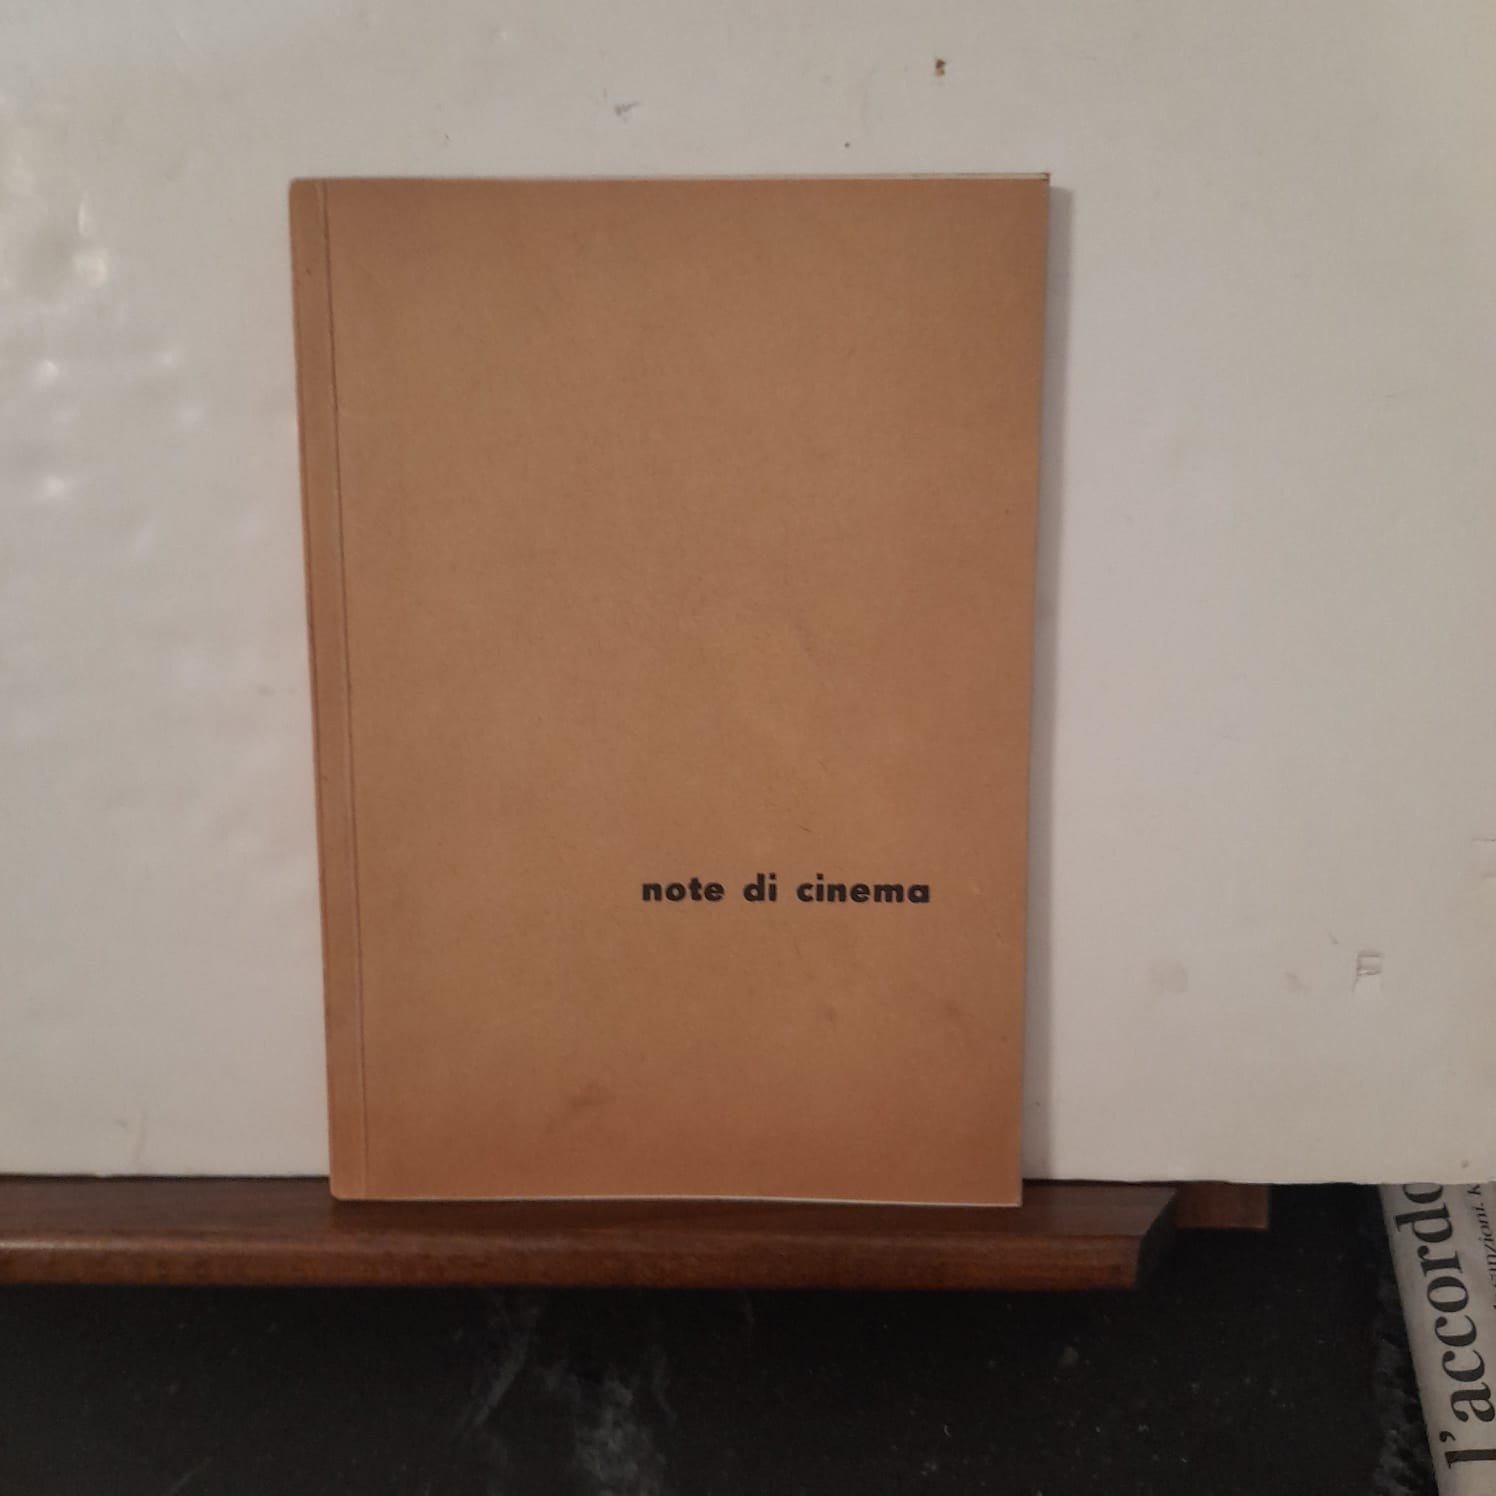 note di cinema
l'accordo